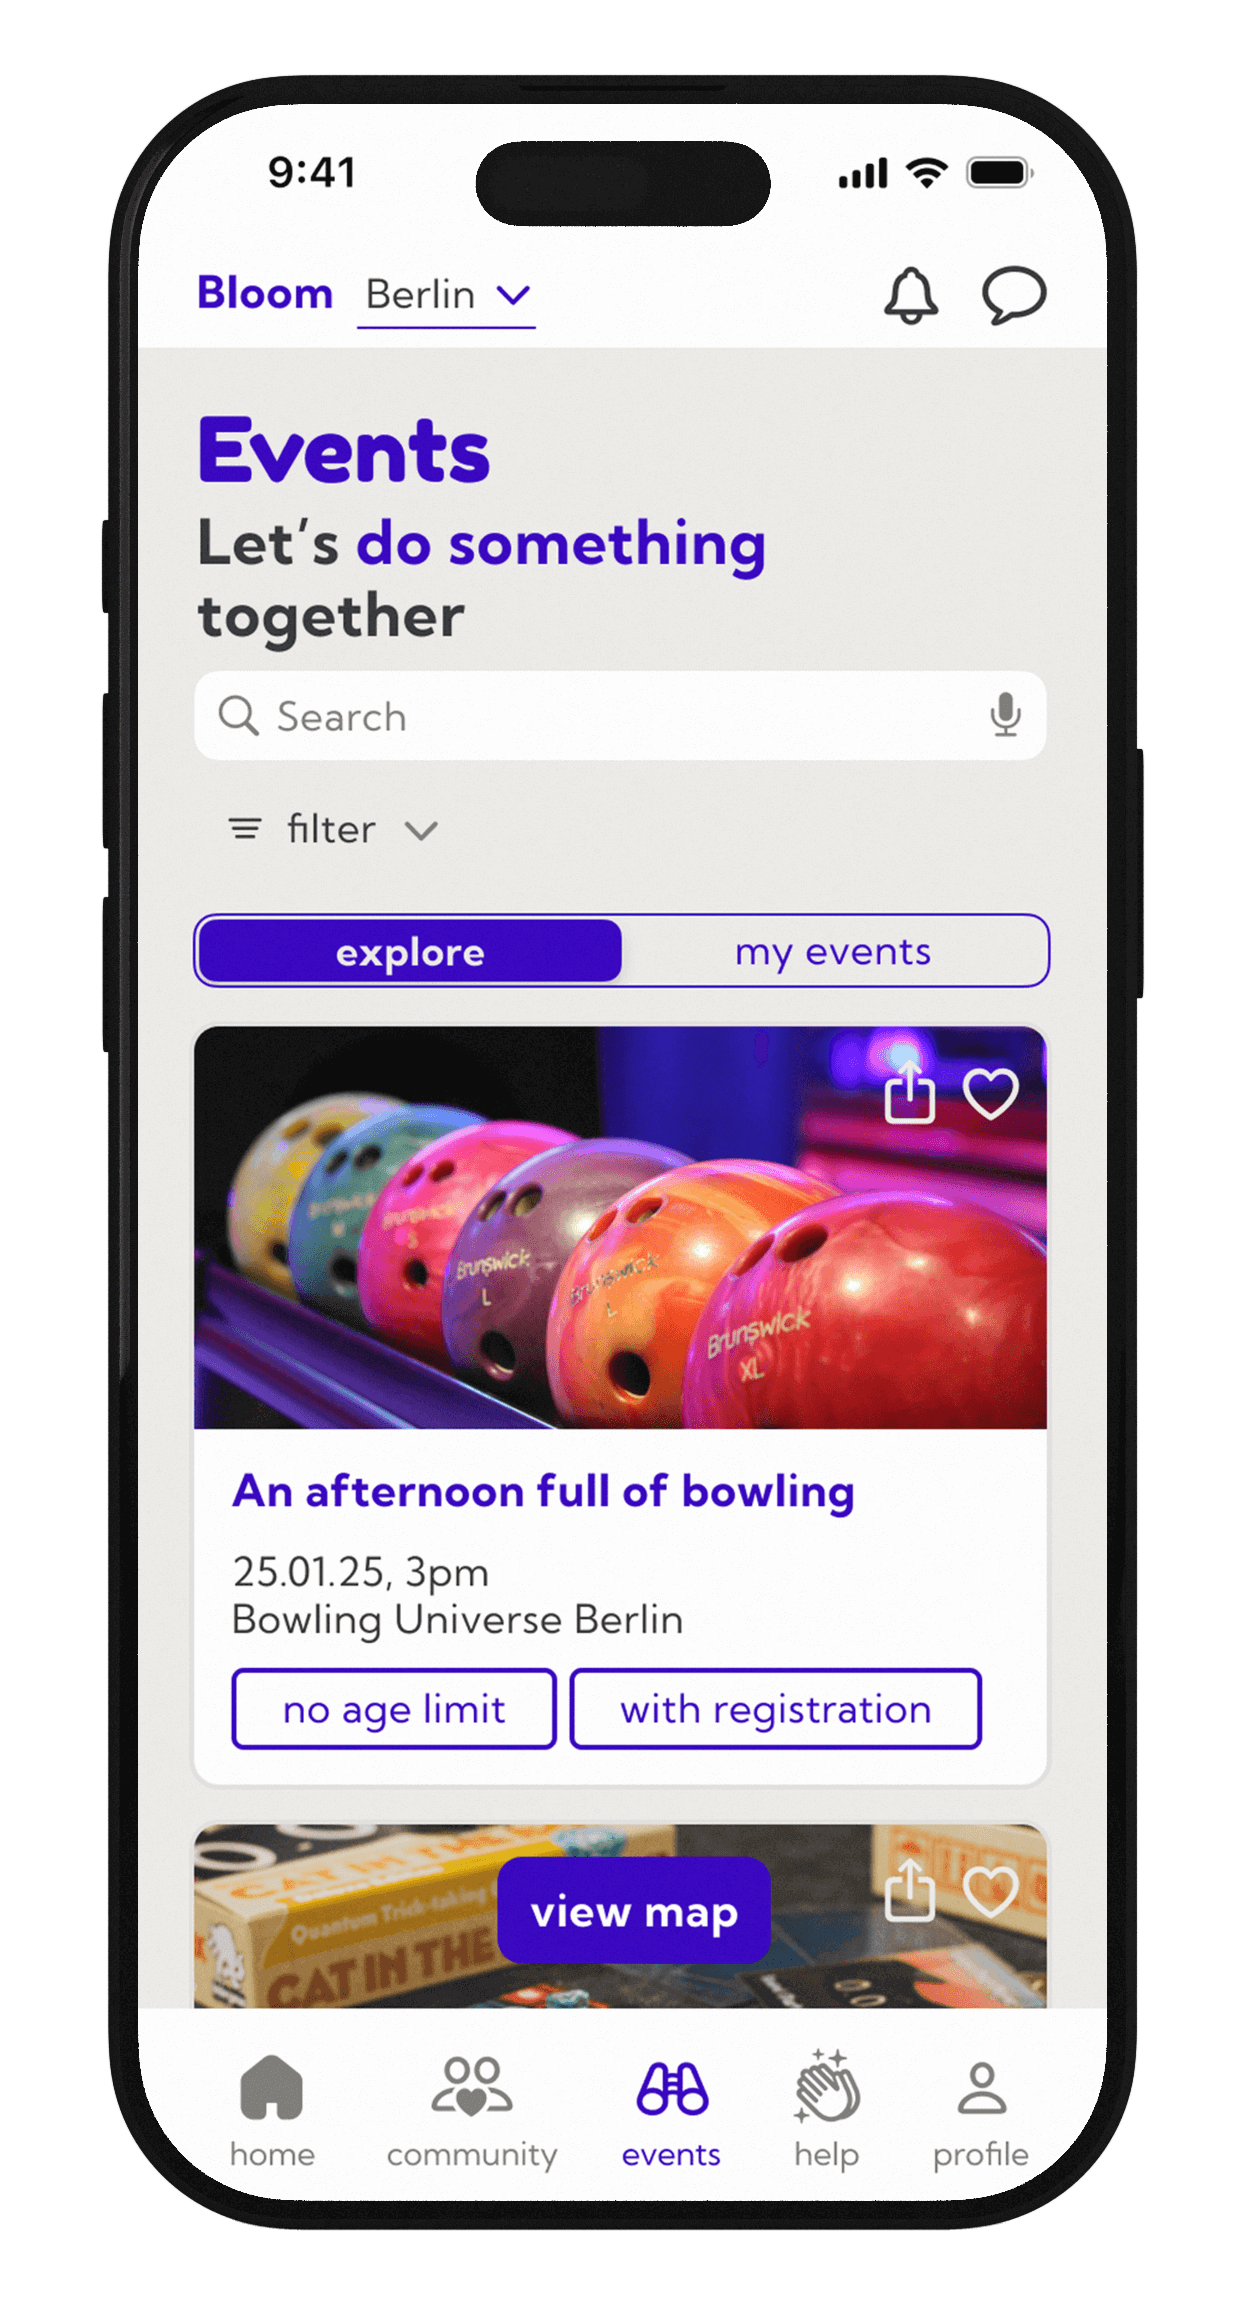 9:41
Bloom Berlin
Events
Let's do something
together
Search
filter
explore my events
Brunswick
M
Brunswick
S
Brunswick
L
Brunswick
L
Brunswick
XL
An afternoon full of bowling
25.01.25, 3pm
Bowling Universe Berlin
no age limit with registration
CAT IN THE
Quantum Trick-taking
CAT IN THE
view map
home community events help profile